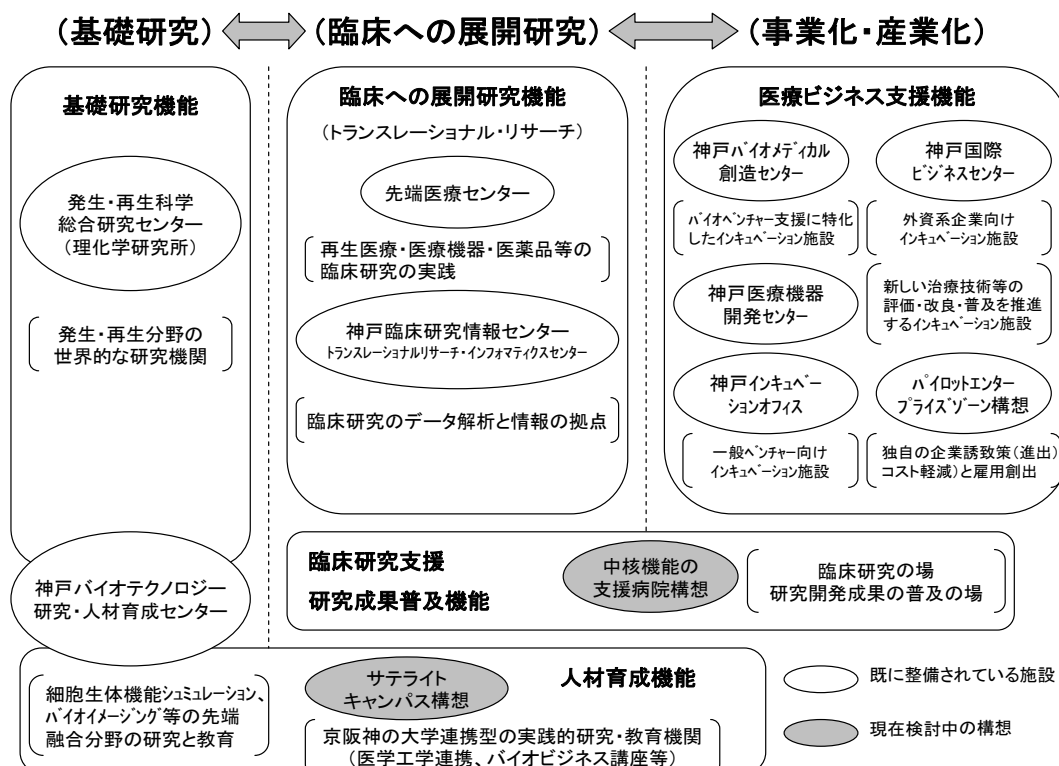 (基礎研究)
(臨床への展開研究)
(事業化・産業化)
基礎研究機能
発生・再生科学
総合研究センター
(理化学研究所)
発生・再生分野の
世界的な研究機関
臨床への展開研究機能
(トランスレーショナル・リサーチ)
先端医療センター
再生医療・医療機器・医薬品等の
臨床研究の実践
神戸臨床研究情報センター
トランスレーショナルリサーチ・インフォマティクスセンター
臨床研究のデータ解析と情報の拠点
医療ビジネス支援機能
神戸バイオメディカル
創造センター
バイオベンチャー支援に特化
したインキュベーション施設
神戸国際
ビジネスセンター
外資系企業向け
インキュベーション施設
神戸医療機器
開発センター
新しい治療技術等の
評価・改良・普及を推進
するインキュベーション施設
神戸インキュベー
ションオフィス
一般ベンチャー向け
インキュベーション施設
パイロットエンター
プライズゾーン構想
独自の企業誘致策(進出)
コスト軽減)と雇用創出
臨床研究支援
研究成果普及機能
中核機能の
支援病院構想
臨床研究の場
研究開発成果の普及の場
神戸バイオテクノロジー
研究・人材育成センター
細胞生体機能シュミルーション、
バイオイメージング等の先端
融合分野の研究と教育
サテライト
キャンパス構想
人材育成機能
京阪神の大学連携型の実践的研究・教育機関
(医学工学連携、バイオビジネス講座等)
既に整備されている施設
現在検討中の構想